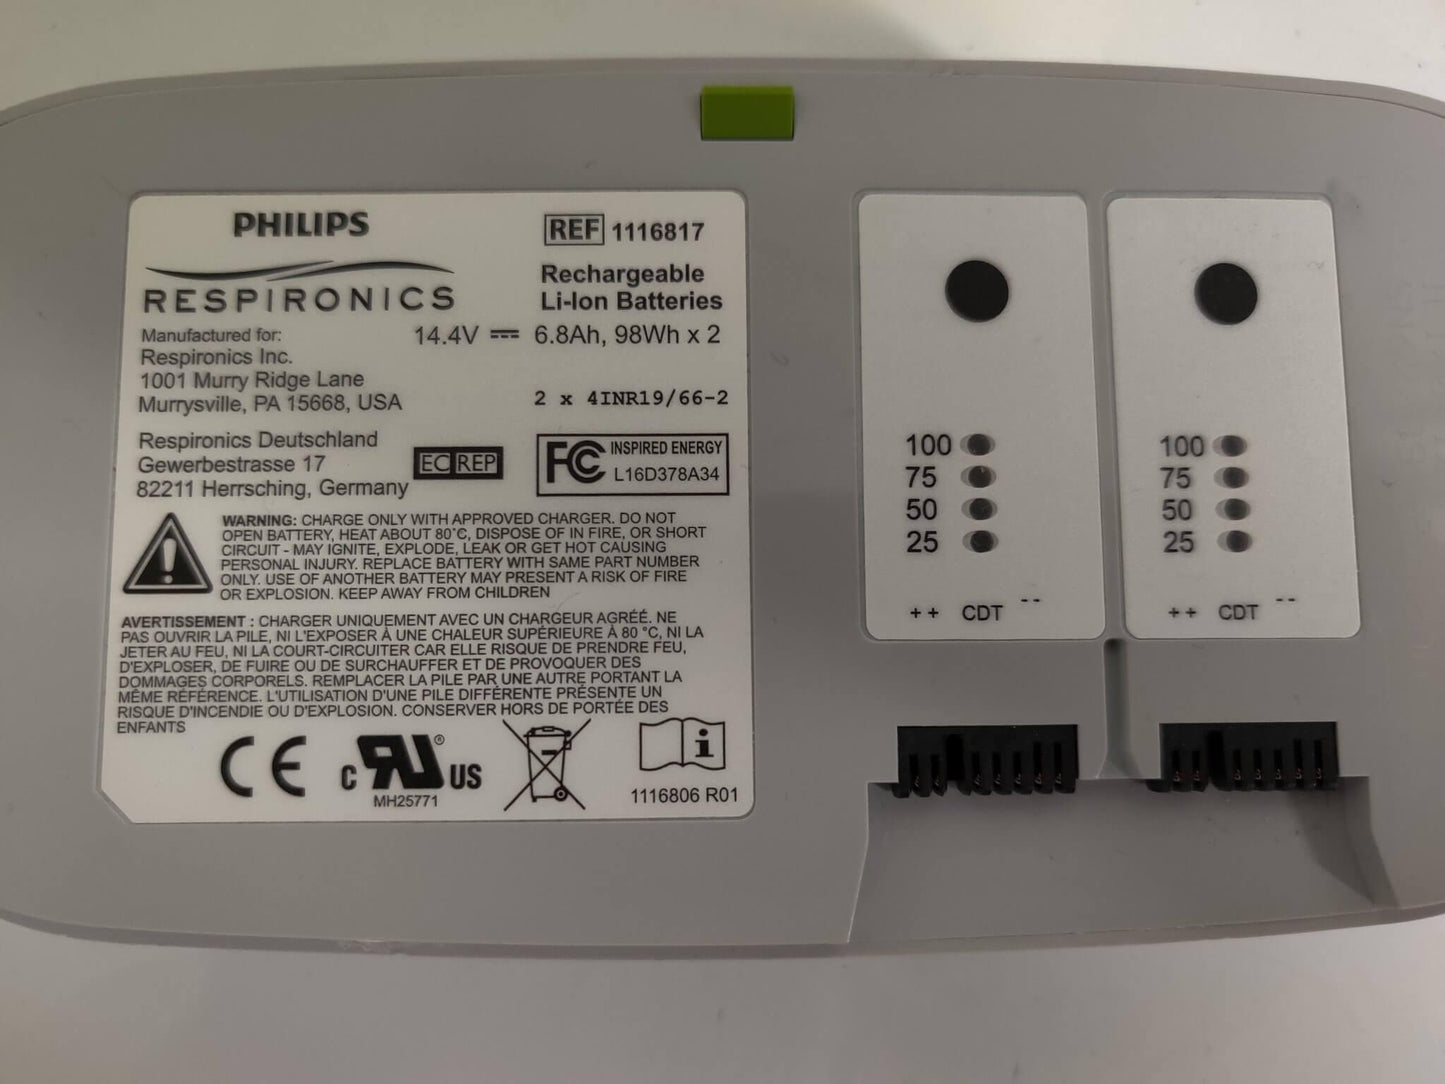 PHILIPS
RESPIRONICS
REF 1116817
Rechargeable
Li-Ion Batteries
14.4V 6.8Ah, 98Wh x 2
2 x 4INR19/66-2
Manufactured for:
Respironics Inc.
1001 Murry Ridge Lane
Murrysville, PA 15668, USA
Respironics Deutschland
Gewerbestrasse 17
82211 Herrsching, Germany
EC REP
FC INSPIRED ENERGY
L16D378A34
WARNING: CHARGE ONLY WITH APPROVED CHARGER. DO NOT
OPEN BATTERY, HEAT ABOUT 80°C, DISPOSE OF IN FIRE, OR SHORT
CIRCUIT - MAY IGNITE, EXPLODE, LEAK OR GET HOT CAUSING
PERSONAL INJURY. REPLACE BATTERY WITH SAME PART NUMBER
ONLY. USE OF ANOTHER BATTERY MAY PRESENT A RISK OF FIRE
OR EXPLOSION. KEEP AWAY FROM CHILDREN
AVERTISSEMENT : CHARGER UNIQUEMENT AVEC UN CHARGEUR AGRÉÉ. NE
PAS OUVRIR LA PILE, NI L'EXPOSER À UNE CHALEUR SUPÉRIEURE À 80 °C, NI LA
JETER AU FEU, NI LA COURT-CIRCUITER CAR ELLE RISQUE DE PRENDRE FEU,
D'EXPLOSER, DE FUIRE OU DE SURCHAUFFER ET DE PROVOQUER DES
DOMMAGES CORPORELS. REMPLACER LA PILE PAR UNE AUTRE PORTANT LA
MÊME RÉFÉRENCE. L'UTILISATION D'UNE PILE DIFFÉRENTE PRÉSENTE UN
RISQUE D'INCENDIE OU D'EXPLOSION. CONSERVER HORS DE PORTÉE DES
ENFANTS
CE
c RU® US
MH25771
i
1116806 R01
100
75
50
25
++ CDT --
100
75
50
25
++ CDT --